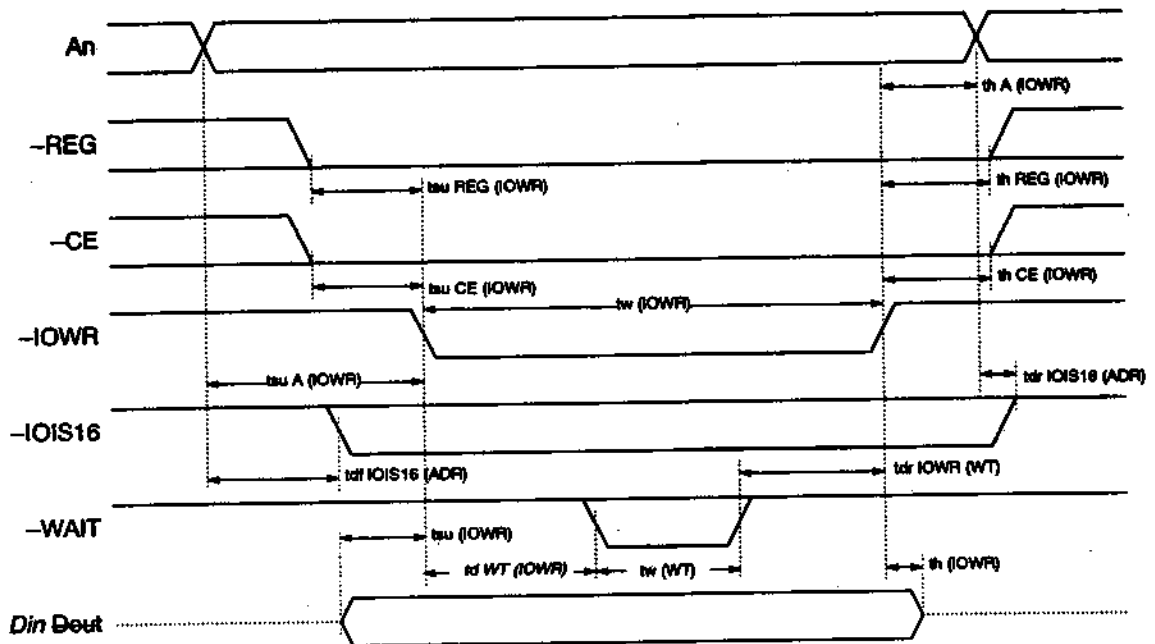 An
th A (IOWR)
–REG
tsu REG (IOWR)
th REG (IOWR)
–CE
tsu CE (IOWR)
th CE (IOWR)
tw (IOWR)
–IOWR
tsu A (IOWR)
tdr IOIS16 (ADR)
–IOIS16
tdf IOIS16 (ADR)
tdr IOWR (WT)
–WAIT
tsu (IOWR)
td WT (IOWR)
tw (WT)
th (IOWR)
Din Dout